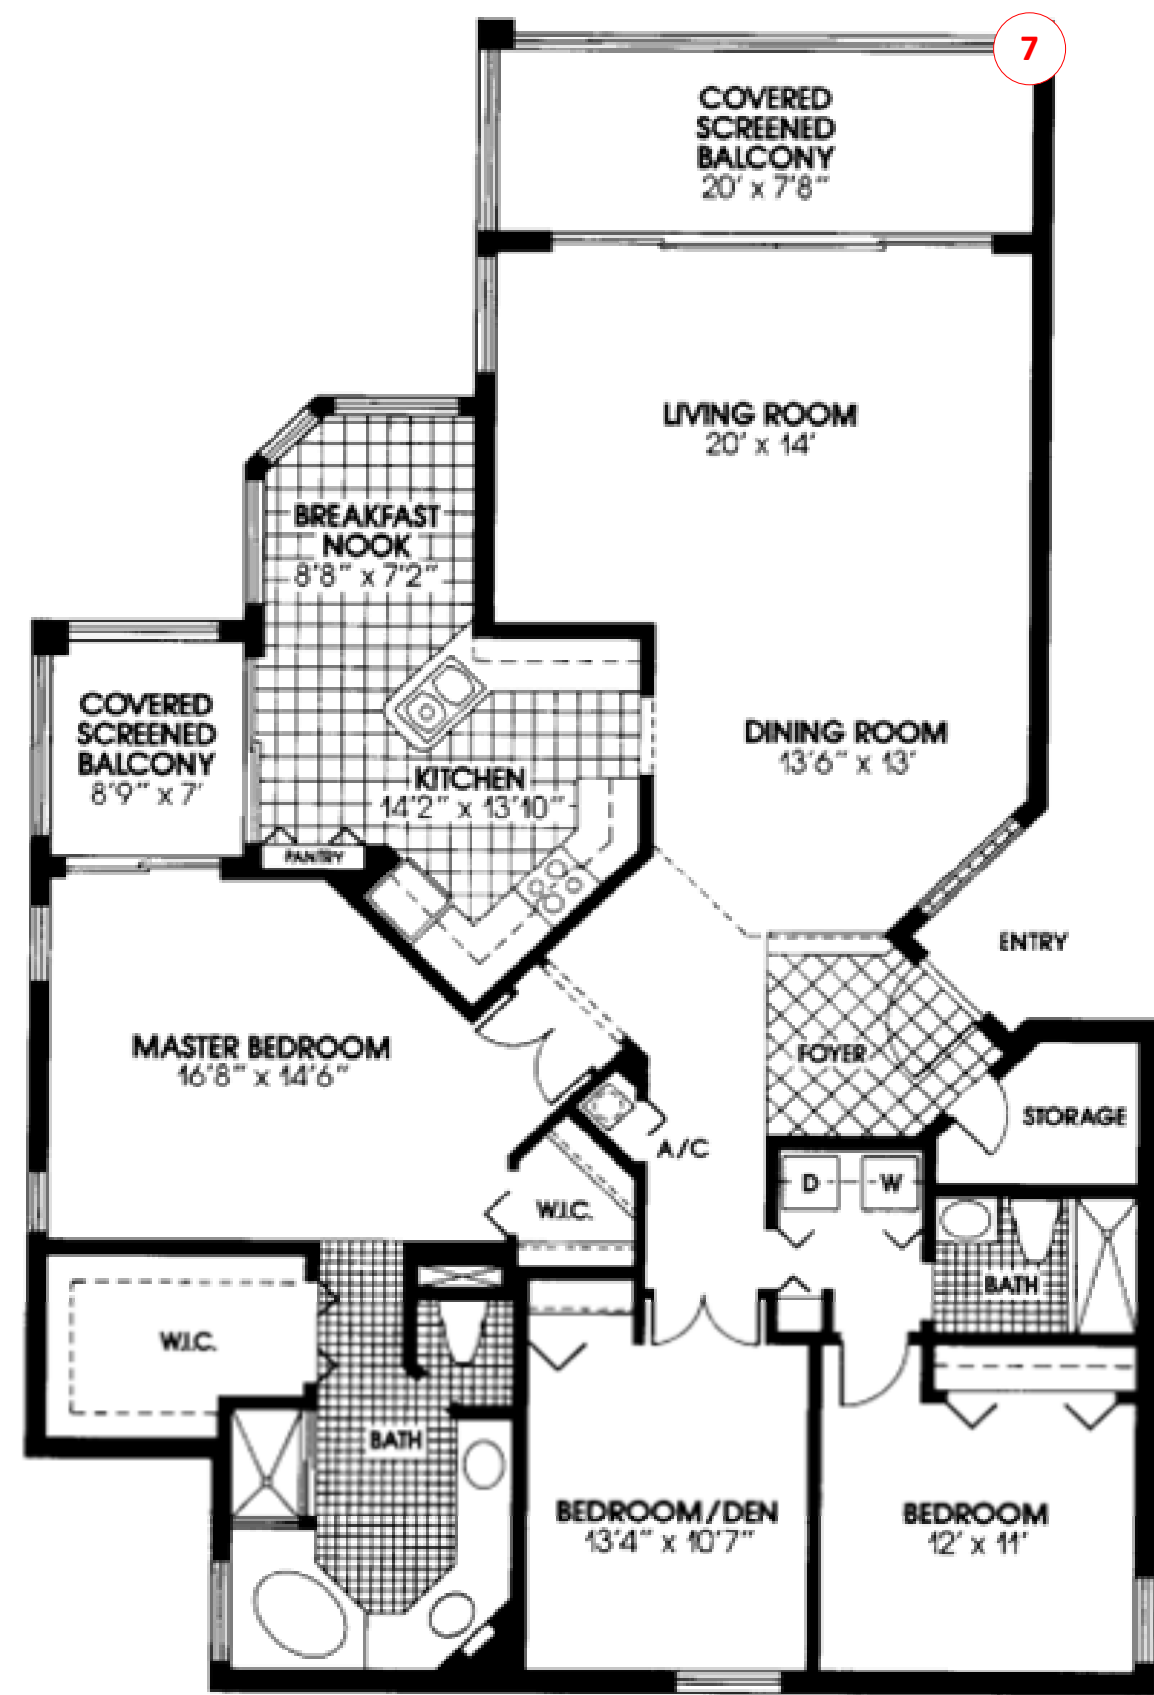 7
COVERED
SCREENED
BALCONY
20' x 7'8"
LIVING ROOM
20' x 14'
BREAKFAST
NOOK
8'8" x 7'2"
COVERED
SCREENED
BALCONY
8'9" x 7'
DINING ROOM
13'6" x 13'
KITCHEN
14'2" x 13'10"
PANTRY
ENTRY
MASTER BEDROOM
16'8" x 14'6"
FOYER
STORAGE
A/C
D
W
W.I.C.
BATH
W.I.C.
BATH
BEDROOM/DEN
13'4" x 10'7"
BEDROOM
12' x 11'